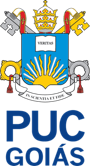 VERITAS
IN SCIENTIA ET FIDE
PUC
GOIÁS